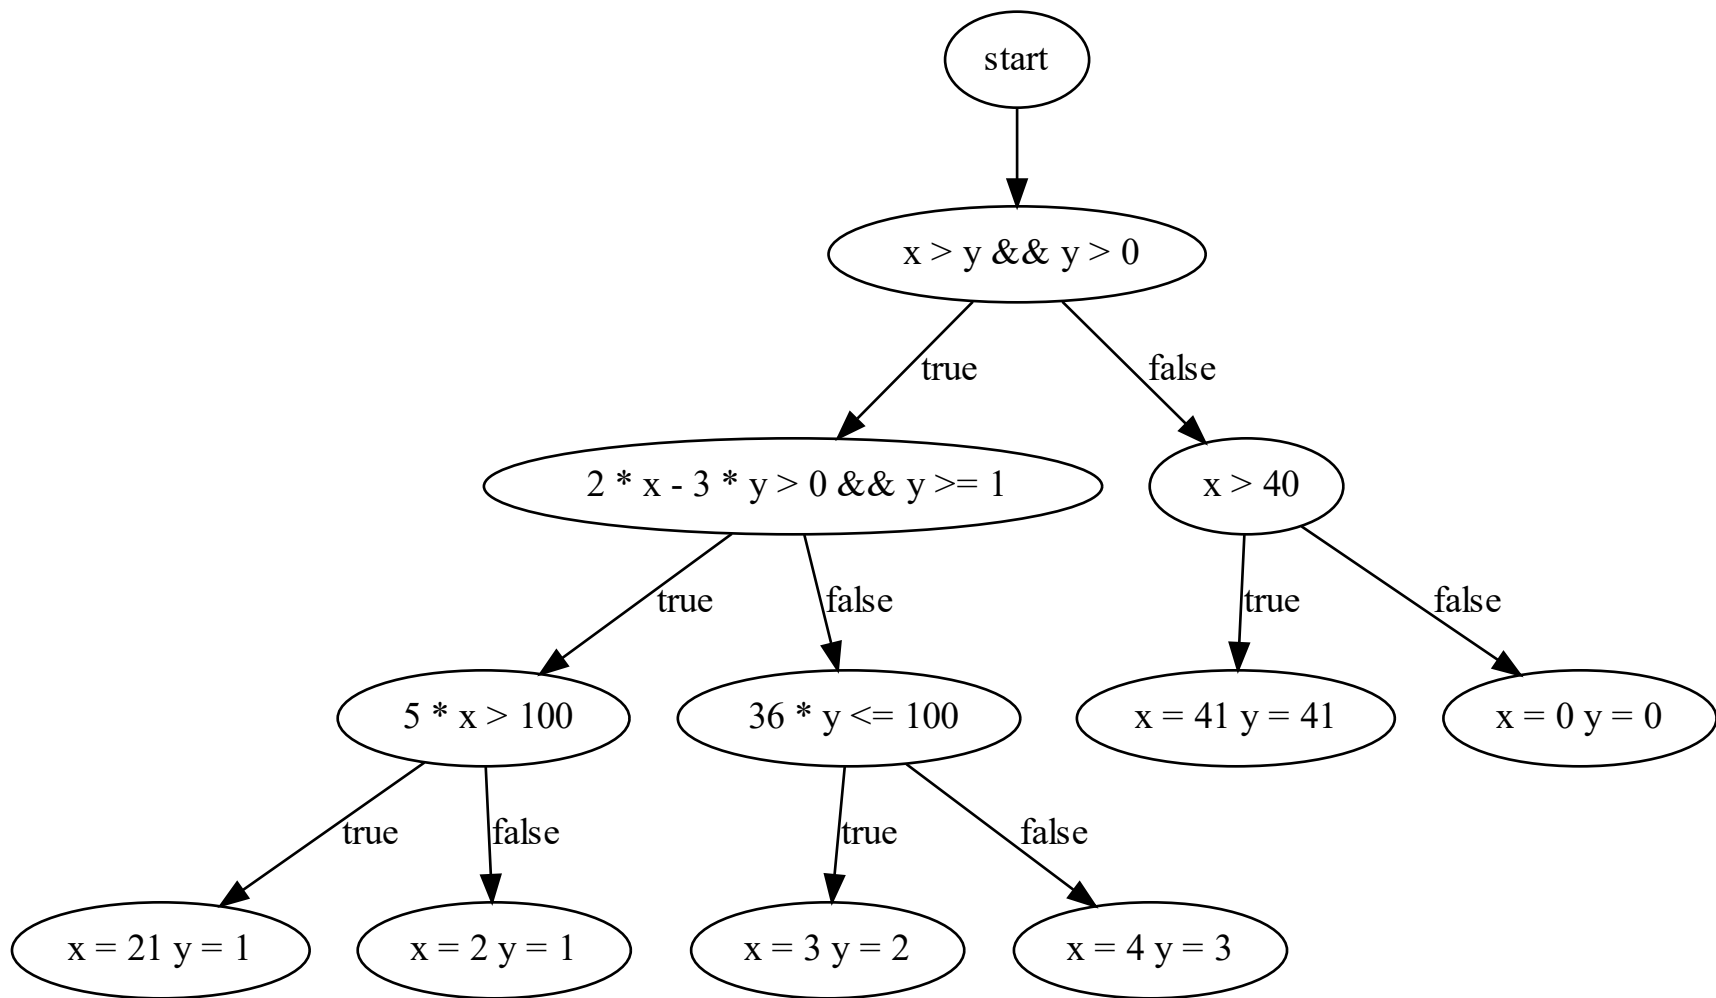 start
x > y && y > 0
true
false
2 * x - 3 * y > 0 && y >= 1
x > 40
true
false
true
false
5 * x > 100
36 * y <= 100
x = 41 y = 41
x = 0 y = 0
true
false
true
false
x = 21 y = 1
x = 2 y = 1
x = 3 y = 2
x = 4 y = 3